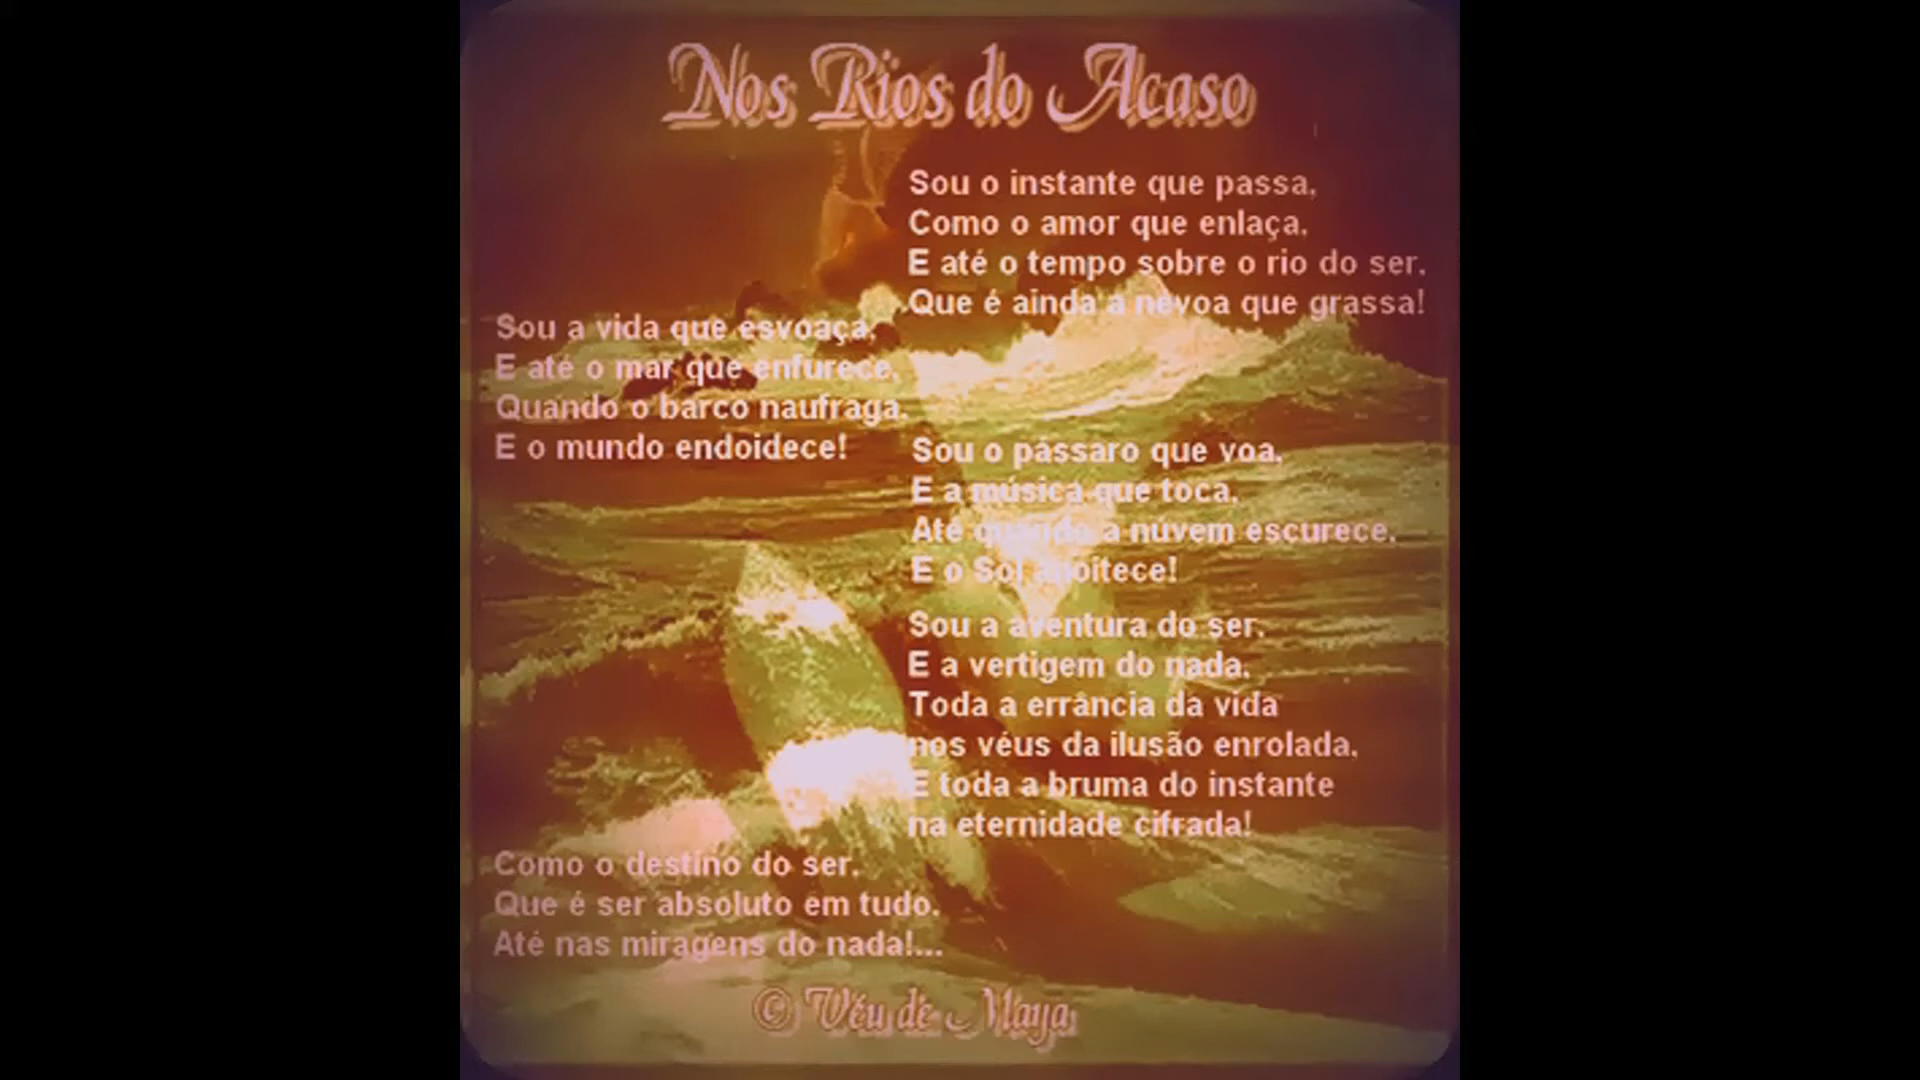 Nos Rios do Acaso
Sou o instante que passa,
Como o amor que enlaça,
E até o tempo sobre o rio do ser,
Que é ainda a névoa que grassa!
Sou a vida que esvoaça,
E até o mar que enfurece,
Quando o barco naufraga,
E o mundo endoidece!
Sou o pássaro que voa,
E a música que toca,
Até quando a núvem escurece,
E o Sol anoitece!
Sou a aventura do ser,
E a vertigem do nada,
Toda a errância da vida
nos véus da ilusão enrolada,
E toda a bruma do instante
na eternidade cifrada!
Como o destino do ser,
Que é ser absoluto em tudo,
Até nas miragens do nada!...
© Véu de Maya